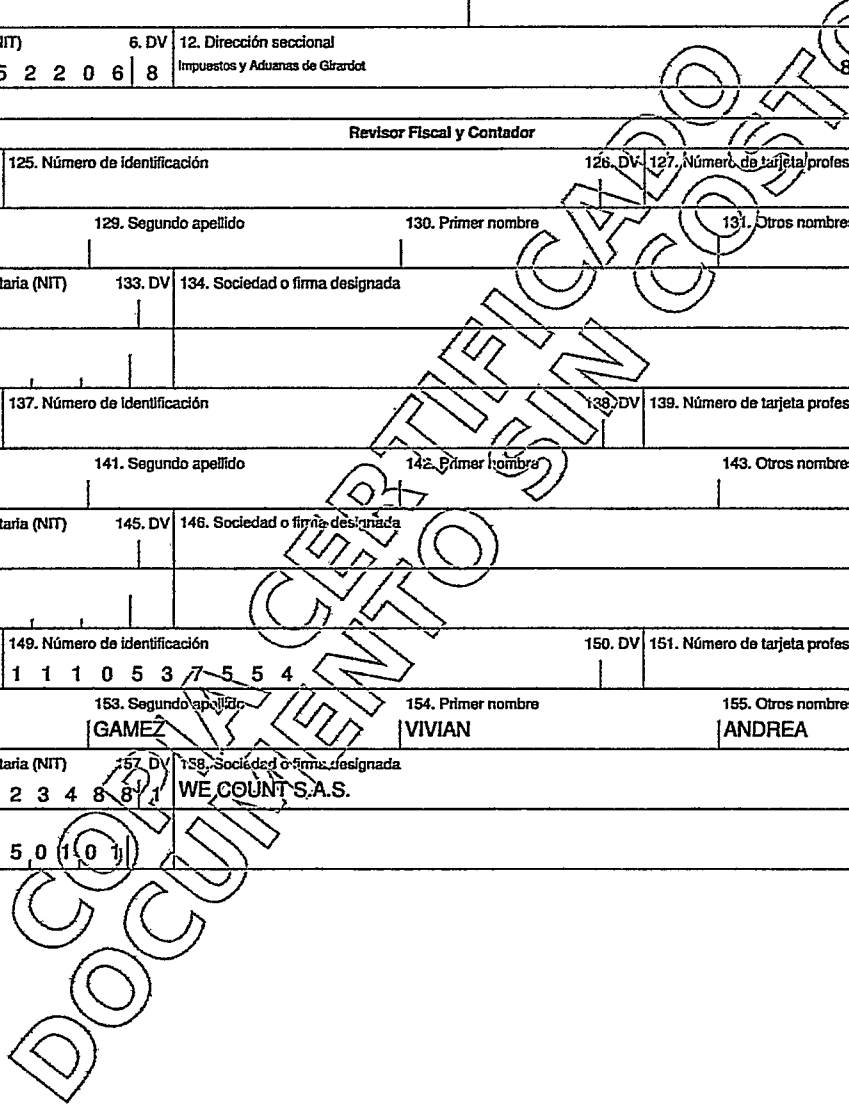 IIT) 6. DV 12. Dirección seccional
5 2 2 0 6 8 Impuestos y Aduanas de Girardot 8
Revisor Fiscal y Contador
125. Número de identificación 126. DV 127. Número de tarjeta profes
129. Segundo apellido 130. Primer nombre 131. Otros nombres
taria (NIT) 133. DV 134. Sociedad o firma designada
137. Número de identificación 138. DV 139. Número de tarjeta profes
141. Segundo apellido 142. Primer nombre 143. Otros nombres
taria (NIT) 145. DV 146. Sociedad o firma designada
149. Número de identificación 150. DV 151. Número de tarjeta profes
1 1 1 0 5 3 7 5 5 4
153. Segundo apellido 154. Primer nombre 155. Otros nombres
GAMEZ VIVIAN ANDREA
taria (NIT) 157. DV 158. Sociedad o firma designada
2 3 4 8 8 1 WE COUNT S.A.S.
5 0 1 0 1
COPIA CERTIFICADO
DOCUMENTO SIN COSTO